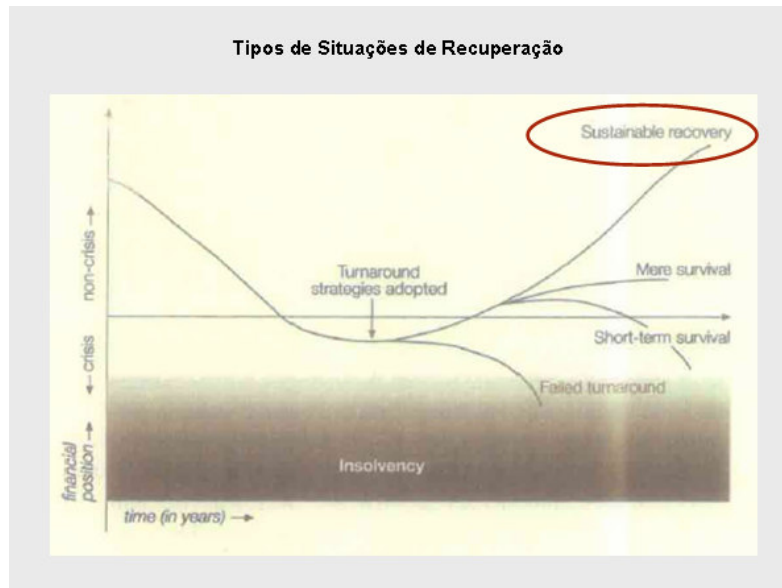 Tipos de Situações de Recuperação
Sustainable recovery
non-crisis →
Turnaround
strategies adopted
Mere survival
← crisis
Short-term survival
Failed turnaround
financial
position →
Insolvency
time (in years) →